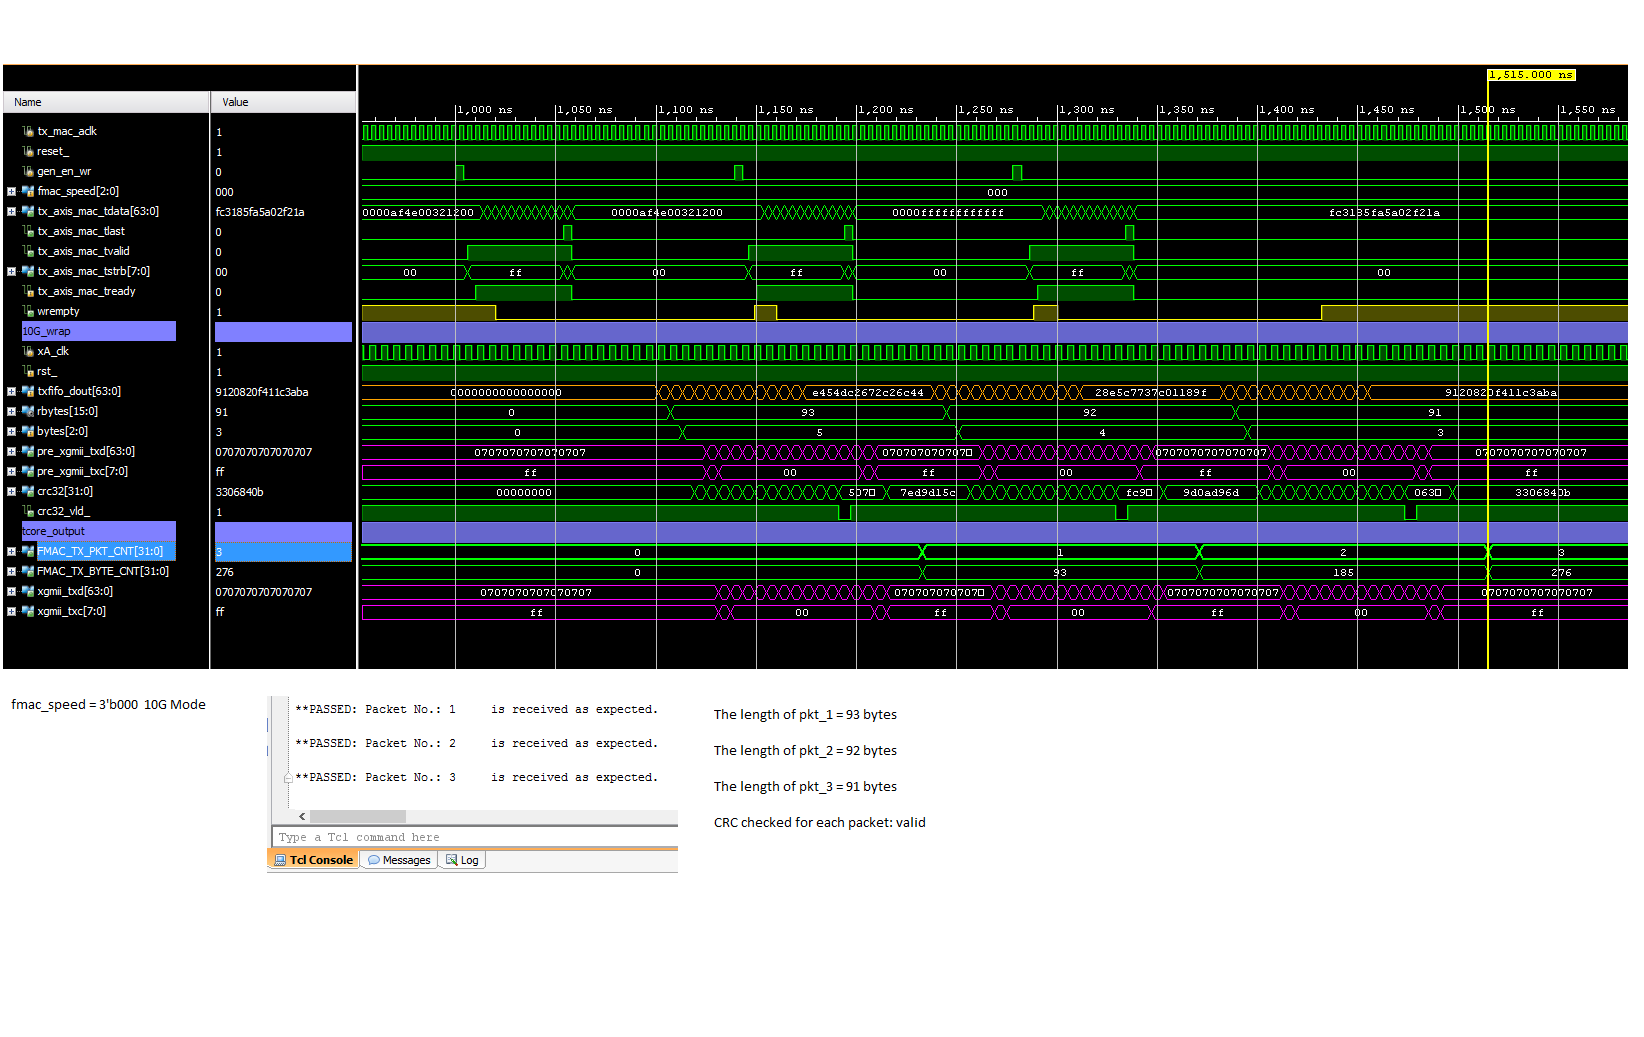 1,515.000 ns
Name Value
1,000 ns 1,050 ns 1,100 ns 1,150 ns 1,200 ns 1,250 ns 1,300 ns 1,350 ns 1,400 ns 1,450 ns 1,500 ns 1,550 ns
tx_mac_aclk 1
reset_ 1
gen_en_wr 0
fmac_speed[2:0] 000 000
tx_axis_mac_tdata[63:0] fc3185fa5a02f21a 0000af4e00321200 0000af4e00321200 0000ffffffffffff fc3185fa5a02f21a
tx_axis_mac_tlast 0
tx_axis_mac_tvalid 0
tx_axis_mac_tstrb[7:0] 00 00 ff 00 ff 00 ff 00
tx_axis_mac_tready 0
wrempty 1
10G_wrap
xA_clk 1
rst_ 1
txfifo_dout[63:0] 9120820f411c3aba 0000000000000000 e454dc2672c26c44 28e5c7737c01189f 9120820f411c3aba
rbytes[15:0] 91 0 93 92 91
bytes[2:0] 3 0 5 4 3
pre_xgmii_txd[63:0] 0707070707070707 0707070707070707 070707070707 0707070707070707 0707070707070707
pre_xgmii_txc[7:0] ff ff 00 ff 00 ff 00 ff
crc32[31:0] 3306840b 00000000 507 7ed9d15c fc9 9d0ad96d 063 3306840b
crc32_vld_ 1
tcore_output
FMAC_TX_PKT_CNT[31:0] 3 0 1 2 3
FMAC_TX_BYTE_CNT[31:0] 276 0 93 185 276
xgmii_txd[63:0] 0707070707070707 0707070707070707 070707070707 0707070707070707 0707070707070707
xgmii_txc[7:0] ff ff 00 ff 00 ff 00 ff
fmac_speed = 3'b000 10G Mode
**PASSED: Packet No.: 1 is received as expected.
**PASSED: Packet No.: 2 is received as expected.
**PASSED: Packet No.: 3 is received as expected.
Type a Tcl command here
Tcl Console Messages Log
The length of pkt_1 = 93 bytes
The length of pkt_2 = 92 bytes
The length of pkt_3 = 91 bytes
CRC checked for each packet: valid